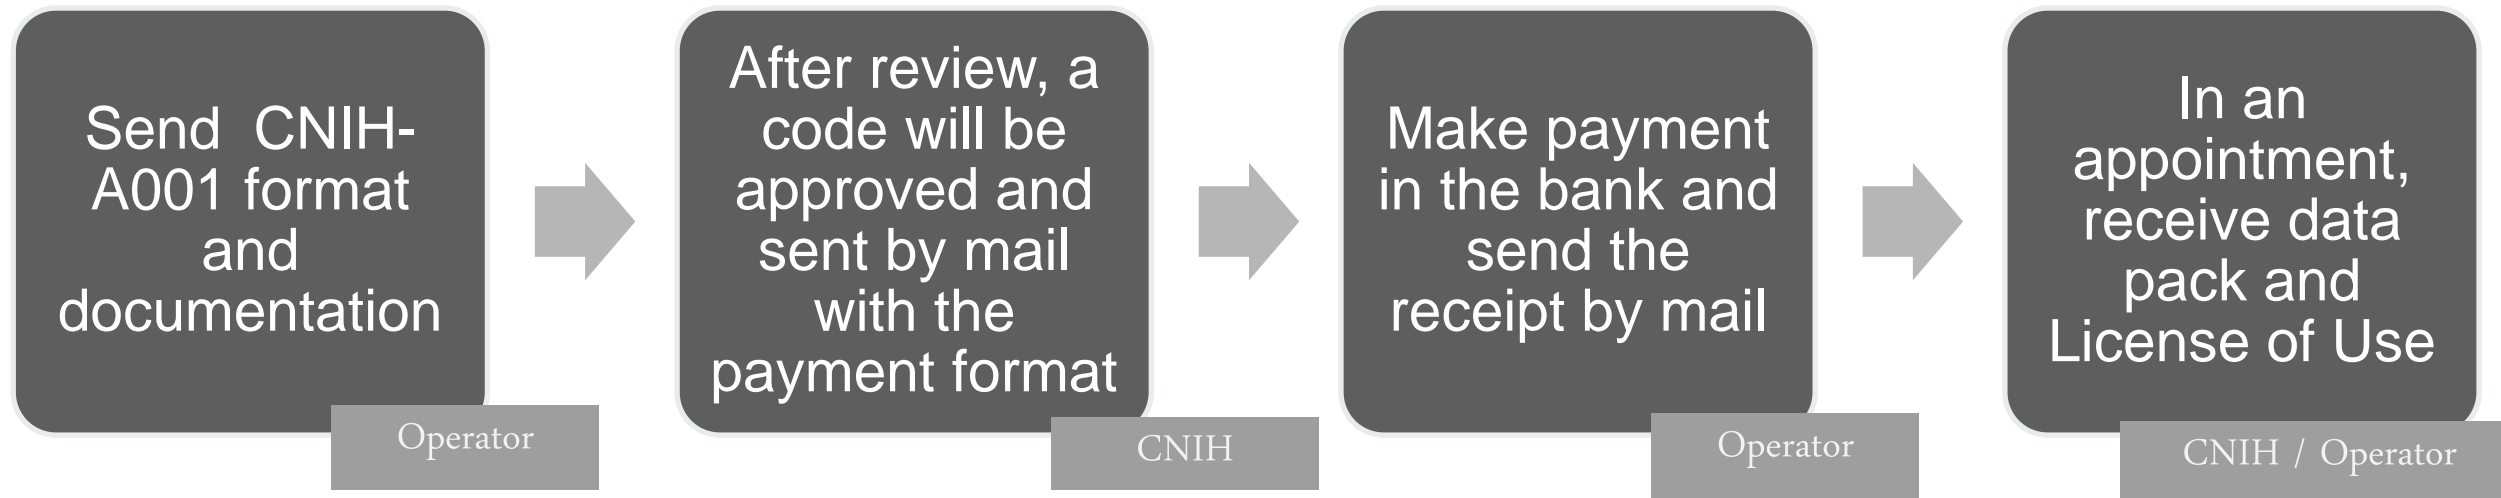 Send CNIH-
A001 format
and
documentation
Operator
After review, a
code will be
approved and
sent by mail
with the
payment format
CNIH
Make payment
in the bank and
send the
receipt by mail
Operator
In an
appointment,
receive data
pack and
License of Use
CNIH / Operator